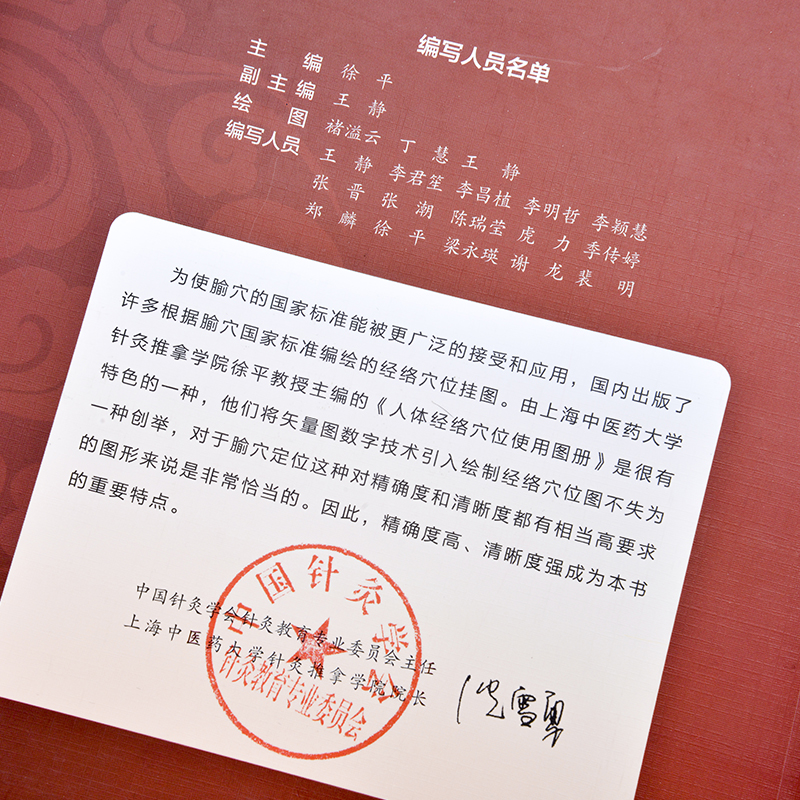 编写人员名单
主编 徐平
副主编 王静
绘图 褚溢云 丁慧 王静
编写人员 王静 李君笙 李昌植 李明哲 李颖慧
张晋 张潮 陈瑞莹 虎力 季传婷
郑麟 徐平 梁永瑛 谢龙 裴明
为使腧穴的国家标准能被更广泛的接受和应用，国内出版了
许多根据腧穴国家标准编绘的经络穴位挂图。由上海中医药大学
针灸推拿学院徐平教授主编的《人体经络穴位使用图册》是很有
特色的一种，他们将矢量图数字技术引入绘制经络穴位图不失为
一种创举，对于腧穴定位这种对精确度和清晰度都有相当高要求
的图形来说是非常恰当的。因此，精确度高、清晰度强成为本书
的重要特点。
中国针灸学会针灸教育专业委员会主任
上海中医药大学针灸推拿学院院长
沈雪勇
中国针灸学会
针灸教育专业委员会